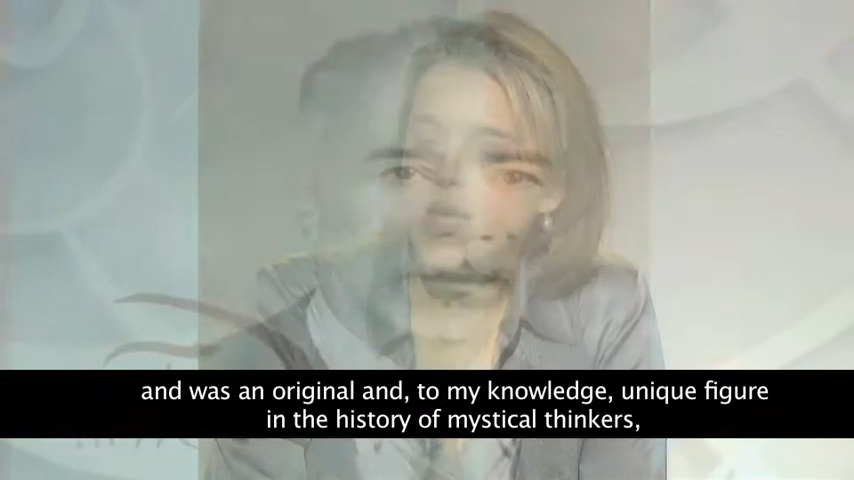 and was an original and, to my knowledge, unique figure
in the history of mystical thinkers,